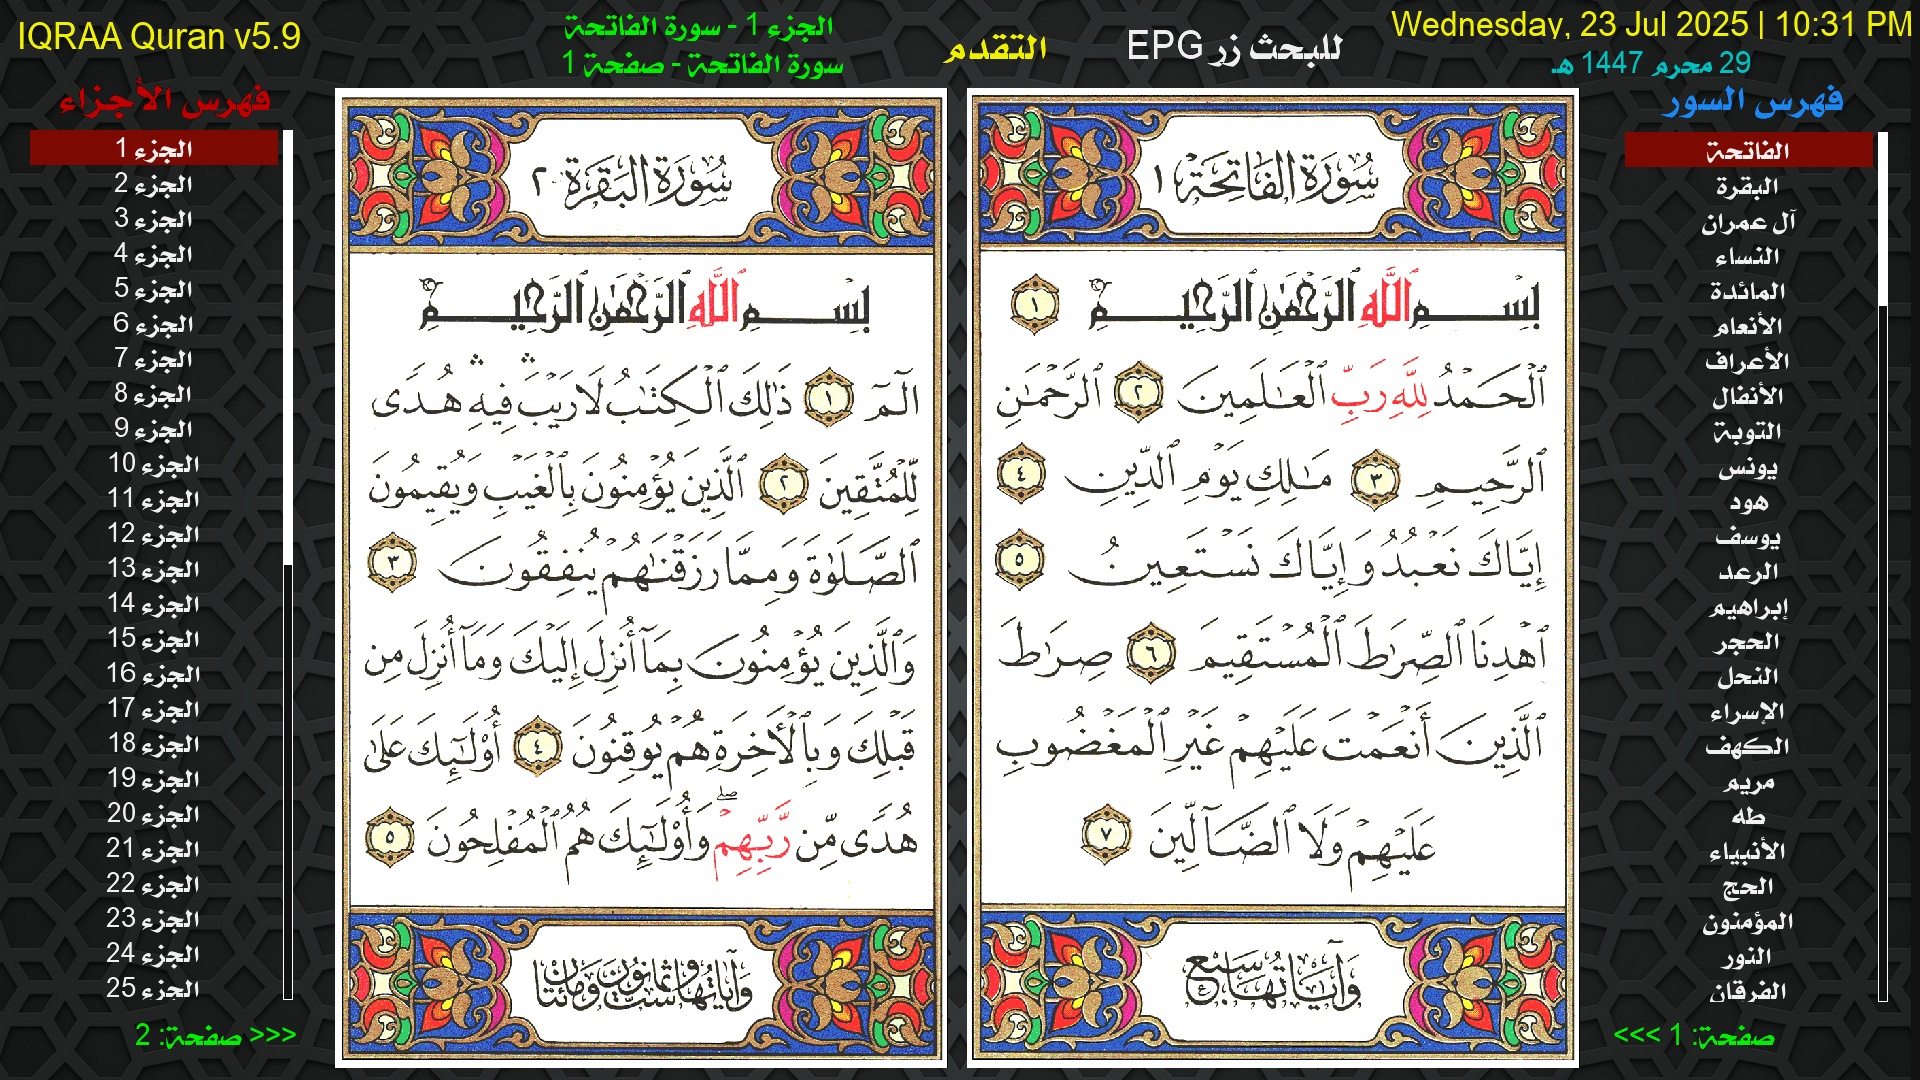 IQRAA Quran v5.9
الجزء 1 - سورة الفاتحة
سورة الفاتحة - صفحة 1
التقدم
للبحث زر EPG
Wednesday, 23 Jul 2025 | 10:31 PM
29 محرم 1447 هـ
فهرس السور
الفاتحة
البقرة
آل عمران
النساء
المائدة
الأنعام
الأعراف
الأنفال
التوبة
يونس
هود
يوسف
الرعد
إبراهيم
الحجر
النحل
الإسراء
الكهف
مريم
طه
الأنبياء
الحج
المؤمنون
النور
الفرقان
صفحة: 1 >>>
سُورَةُ الفَاتِحَةِ ١
بِسْمِ ٱللَّهِ ٱلرَّحْمَٰنِ ٱلرَّحِيمِ ١
ٱلْحَمْدُ لِلَّهِ رَبِّ ٱلْعَٰلَمِينَ ٢ ٱلرَّحْمَٰنِ
ٱلرَّحِيمِ ٣ مَٰلِكِ يَوْمِ ٱلدِّينِ ٤
إِيَّاكَ نَعْبُدُ وَإِيَّاكَ نَسْتَعِينُ ٥
ٱهْدِنَا ٱلصِّرَٰطَ ٱلْمُسْتَقِيمَ ٦ صِرَٰطَ
ٱلَّذِينَ أَنْعَمْتَ عَلَيْهِمْ غَيْرِ ٱلْمَغْضُوبِ
عَلَيْهِمْ وَلَا ٱلضَّآلِّينَ ٧
وَآيَاتُهَا سَبْعٌ
سُورَةُ البَقَرَةِ ٢
بِسْمِ ٱللَّهِ ٱلرَّحْمَٰنِ ٱلرَّحِيمِ
الٓمٓ ١ ذَٰلِكَ ٱلْكِتَٰبُ لَا رَيْبَ ۛ فِيهِ ۛ هُدًى
لِّلْمُتَّقِينَ ٢ ٱلَّذِينَ يُؤْمِنُونَ بِٱلْغَيْبِ وَيُقِيمُونَ
ٱلصَّلَوٰةَ وَمِمَّا رَزَقْنَٰهُمْ يُنفِقُونَ ٣
وَٱلَّذِينَ يُؤْمِنُونَ بِمَآ أُنزِلَ إِلَيْكَ وَمَآ أُنزِلَ مِن
قَبْلِكَ وَبِٱلْأَخِرَةِ هُمْ يُوقِنُونَ ٤ أُو۟لَٰٓئِكَ عَلَىٰ
هُدًى مِّن رَّبِّهِمْ ۖ وَأُو۟لَٰٓئِكَ هُمُ ٱلْمُفْلِحُونَ ٥
وَآيَاتُهَا سِتٌّ وَثَمَانُونَ وَمِائَتَانِ
فهرس الأجزاء
الجزء 1
الجزء 2
الجزء 3
الجزء 4
الجزء 5
الجزء 6
الجزء 7
الجزء 8
الجزء 9
الجزء 10
الجزء 11
الجزء 12
الجزء 13
الجزء 14
الجزء 15
الجزء 16
الجزء 17
الجزء 18
الجزء 19
الجزء 20
الجزء 21
الجزء 22
الجزء 23
الجزء 24
الجزء 25
<<< صفحة: 2